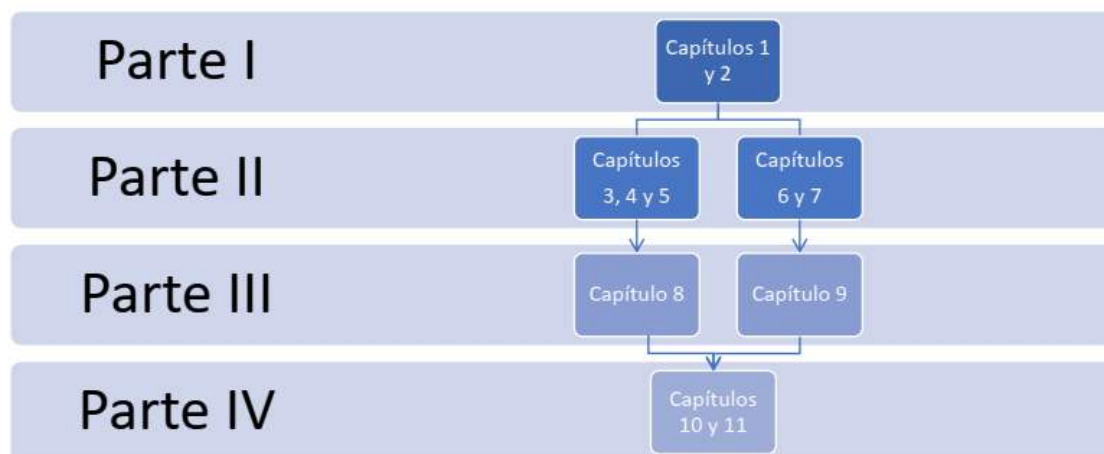 Parte I
Capítulos 1
y 2
Parte II
Capítulos
3, 4 y 5
Capítulos
6 y 7
Parte III
Capítulo 8
Capítulo 9
Parte IV
Capítulos
10 y 11